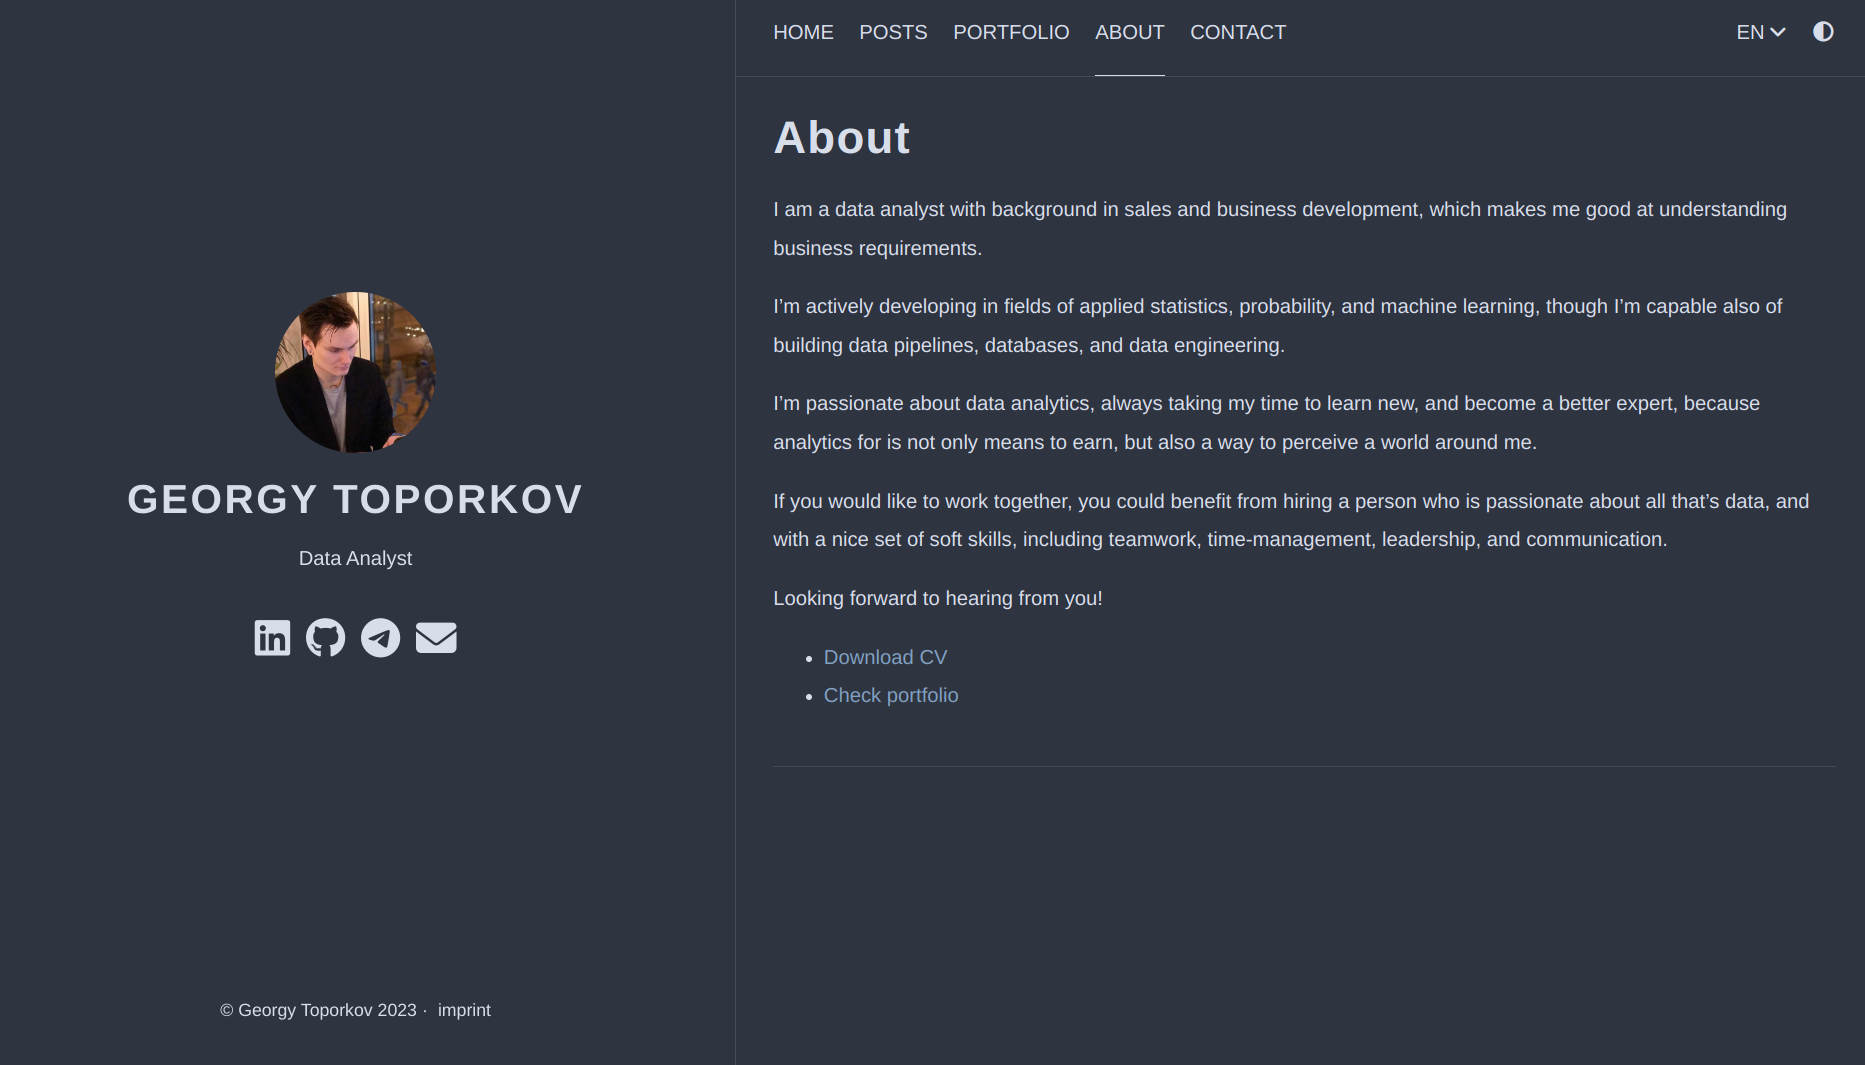 HOME POSTS PORTFOLIO ABOUT CONTACT EN
GEORGY TOPORKOV
Data Analyst
© Georgy Toporkov 2023 · imprint
About
I am a data analyst with background in sales and business development, which makes me good at understanding
business requirements.
I’m actively developing in fields of applied statistics, probability, and machine learning, though I’m capable also of
building data pipelines, databases, and data engineering.
I’m passionate about data analytics, always taking my time to learn new, and become a better expert, because
analytics for is not only means to earn, but also a way to perceive a world around me.
If you would like to work together, you could benefit from hiring a person who is passionate about all that’s data, and
with a nice set of soft skills, including teamwork, time-management, leadership, and communication.
Looking forward to hearing from you!
• Download CV
• Check portfolio